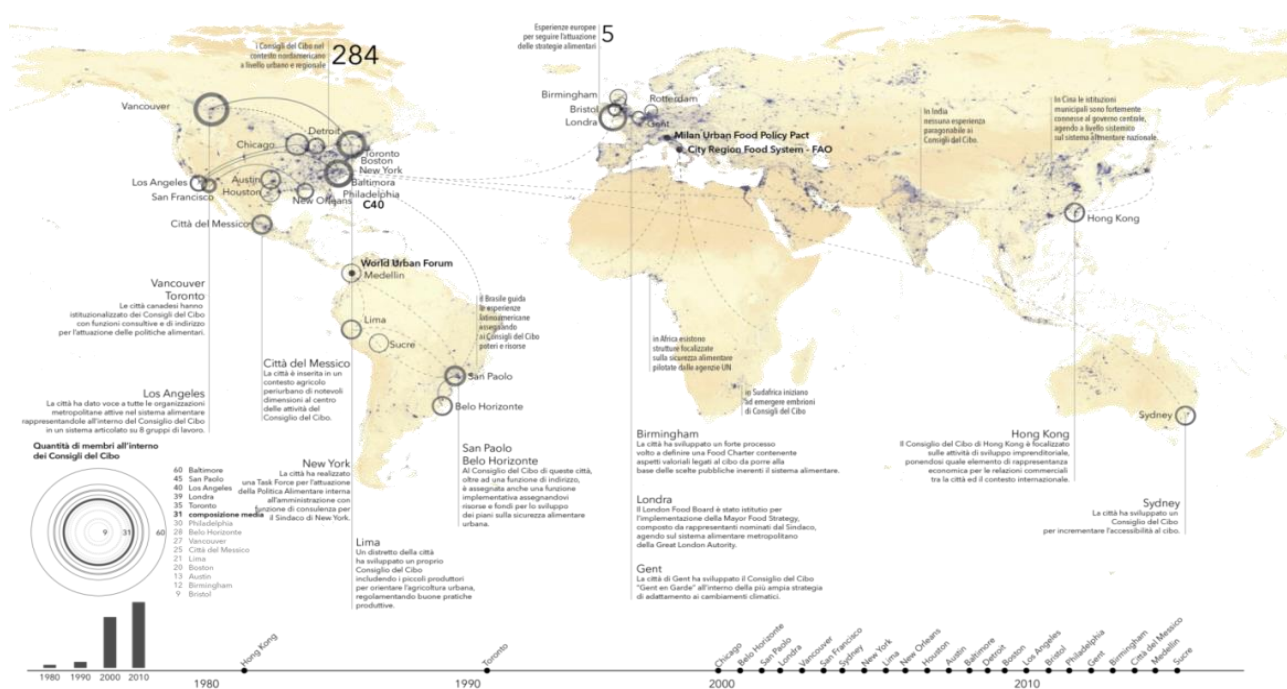 i Consigli del Cibo nel
contesto nordamericano
a livello urbano e regionale
284
Esperienze europee
per seguire l'attuazione
delle strategie alimentari
5
Vancouver
Detroit
Chicago
Toronto
Boston
New York
Baltimora
Philadelphia
C40
Los Angeles
San Francisco
Austin
Houston
New Orleans
Città del Messico
Birmingham
Bristol
Londra
Rotterdam
Gent
Milan Urban Food Policy Pact
City Region Food System - FAO
In India
nessuna esperienza
paragonabile ai
Consigli del Cibo.
In Cina le istituzioni
municipali sono fortemente
connesse al governo centrale,
agendo a livello sistemico
sul sistema alimentare nazionale.
Hong Kong
World Urban Forum
Medellin
Lima
Sucre
San Paolo
Belo Horizonte
Sydney
il Brasile guida
le esperienze
latinoamericane
assegnando
ai Consigli del Cibo
poteri e risorse
in Africa esistono
strutture focalizzate
sulla sicurezza alimentare
pilotate dalle agenzie UN
in Sudafrica iniziano
ad emergere embrioni
di Consigli del Cibo
Vancouver
Toronto
Le città canadesi hanno
istituzionalizzato dei Consigli del Cibo
con funzioni consultive e di indirizzo
per l'attuazione delle politiche alimentari.
Los Angeles
La città ha dato voce a tutte le organizzazioni
metropolitane attive nel sistema alimentare
rappresentandole all'interno del Consiglio del Cibo
in un sistema articolato su 8 gruppi di lavoro.
Città del Messico
La città è inserita in un
contesto agricolo
periurbano di notevoli
dimensioni al centro
delle attività del
Consiglio del Cibo.
New York
La città ha realizzato
una Task Force per l'attuazione
della Politica Alimentare interna
all'amministrazione con
funzione di consulenza per
il Sindaco di New York.
Lima
Un distretto della città
ha sviluppato un proprio
Consiglio del Cibo
includendo i piccoli produttori
per orientare l'agricoltura urbana,
regolamentando buone pratiche
produttive.
San Paolo
Belo Horizonte
Al Consiglio del Cibo di queste città,
oltre ad una funzione di indirizzo,
è assegnata anche una funzione
implementativa assegnandovi
risorse e fondi per lo sviluppo
dei piani sulla sicurezza alimentare
urbana.
Birmingham
La città ha sviluppato un forte processo
volto a definire una Food Charter contenente
aspetti valoriali legati al cibo da porre alla
base delle scelte pubbliche inerenti il sistema alimentare.
Londra
Il London Food Board è stato istituito per
l'implementazione della Mayor Food Strategy,
composto da rappresentanti nominati dal Sindaco,
agendo sul sistema alimentare metropolitano
della Great London Autority.
Gent
La città di Gent ha sviluppato il Consiglio del Cibo
"Gent en Garde" all'interno della più ampia strategia
di adattamento ai cambiamenti climatici.
Hong Kong
Il Consiglio del Cibo di Hong Kong è focalizzato
sulle attività di sviluppo imprenditoriale,
ponendosi quale elemento di rappresentanza
economica per le relazioni commerciali
tra la città ed il contesto internazionale.
Sydney
La città ha sviluppato un
Consiglio del Cibo
per incrementare l'accessibilità al cibo.
Quantità di membri all'interno
dei Consigli del Cibo
9 31 60
60 Baltimore
45 San Paolo
40 Los Angeles
39 Londra
35 Toronto
31 composizione media
30 Philadelphia
28 Belo Horizonte
27 Vancouver
25 Città del Messico
21 Lima
20 Boston
13 Austin
12 Birmingham
9 Bristol
1980 1990 2000 2010
Hong Kong
Toronto
Chicago
Belo Horizonte
San Paolo
Londra
Vancouver
San Francisco
Sydney
New York
Lima
New Orleans
Houston
Austin
Baltimore
Detroit
Boston
Los Angeles
Bristol
Philadelphia
Gent
Birmingham
Città del Messico
Medellin
Sucre
1980 1990 2000 2010